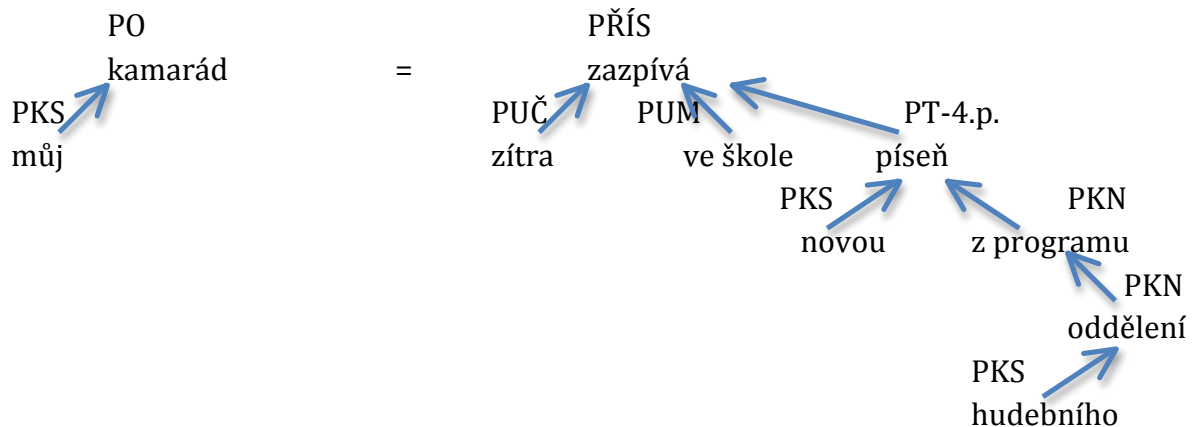 PO PŘÍS
kamarád = zazpívá
PKS PUČ PUM PT-4.p.
můj zítra ve škole píseň
PKS PKN
novou z programu
PKN
oddělení
PKS
hudebního